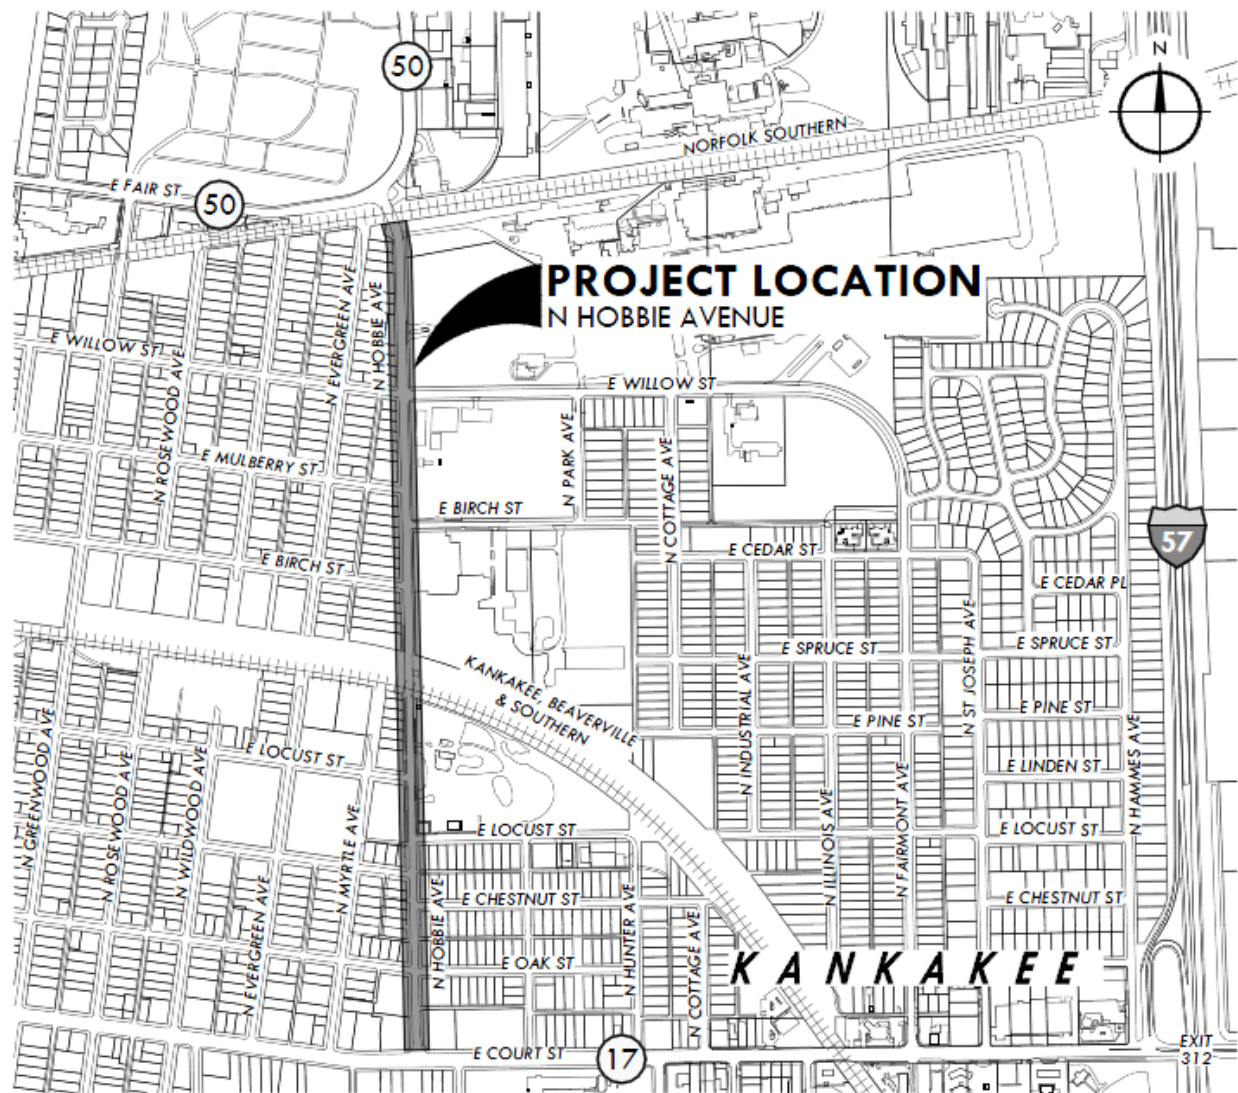 50
N
NORFOLK SOUTHERN
E FAIR ST
50
PROJECT LOCATION
N HOBBIE AVENUE
E WILLOW ST
N ROSEWOOD AVE
N EVERGREEN AVE
N HOBBIE AVE
E WILLOW ST
N PARK AVE
N COTTAGE AVE
E MULBERRY ST
E BIRCH ST
E BIRCH ST
E CEDAR ST
57
E CEDAR PL
E SPRUCE ST
E SPRUCE ST
N ST JOSEPH AVE
KANKAKEE, BEAVERVILLE
& SOUTHERN
N INDUSTRIAL AVE
E PINE ST
E PINE ST
N GREENWOOD AVE
N ROSEWOOD AVE
N WILDWOOD AVE
E LOCUST ST
E LINDEN ST
N HAMMES AVE
N MYRTLE AVE
E LOCUST ST
N ILLINOIS AVE
N FAIRMONT AVE
E LOCUST ST
E CHESTNUT ST
E CHESTNUT ST
N EVERGREEN AVE
N HOBBIE AVE
N HUNTER AVE
N COTTAGE AVE
E OAK ST
KANKAKEE
E COURT ST
17
EXIT
312